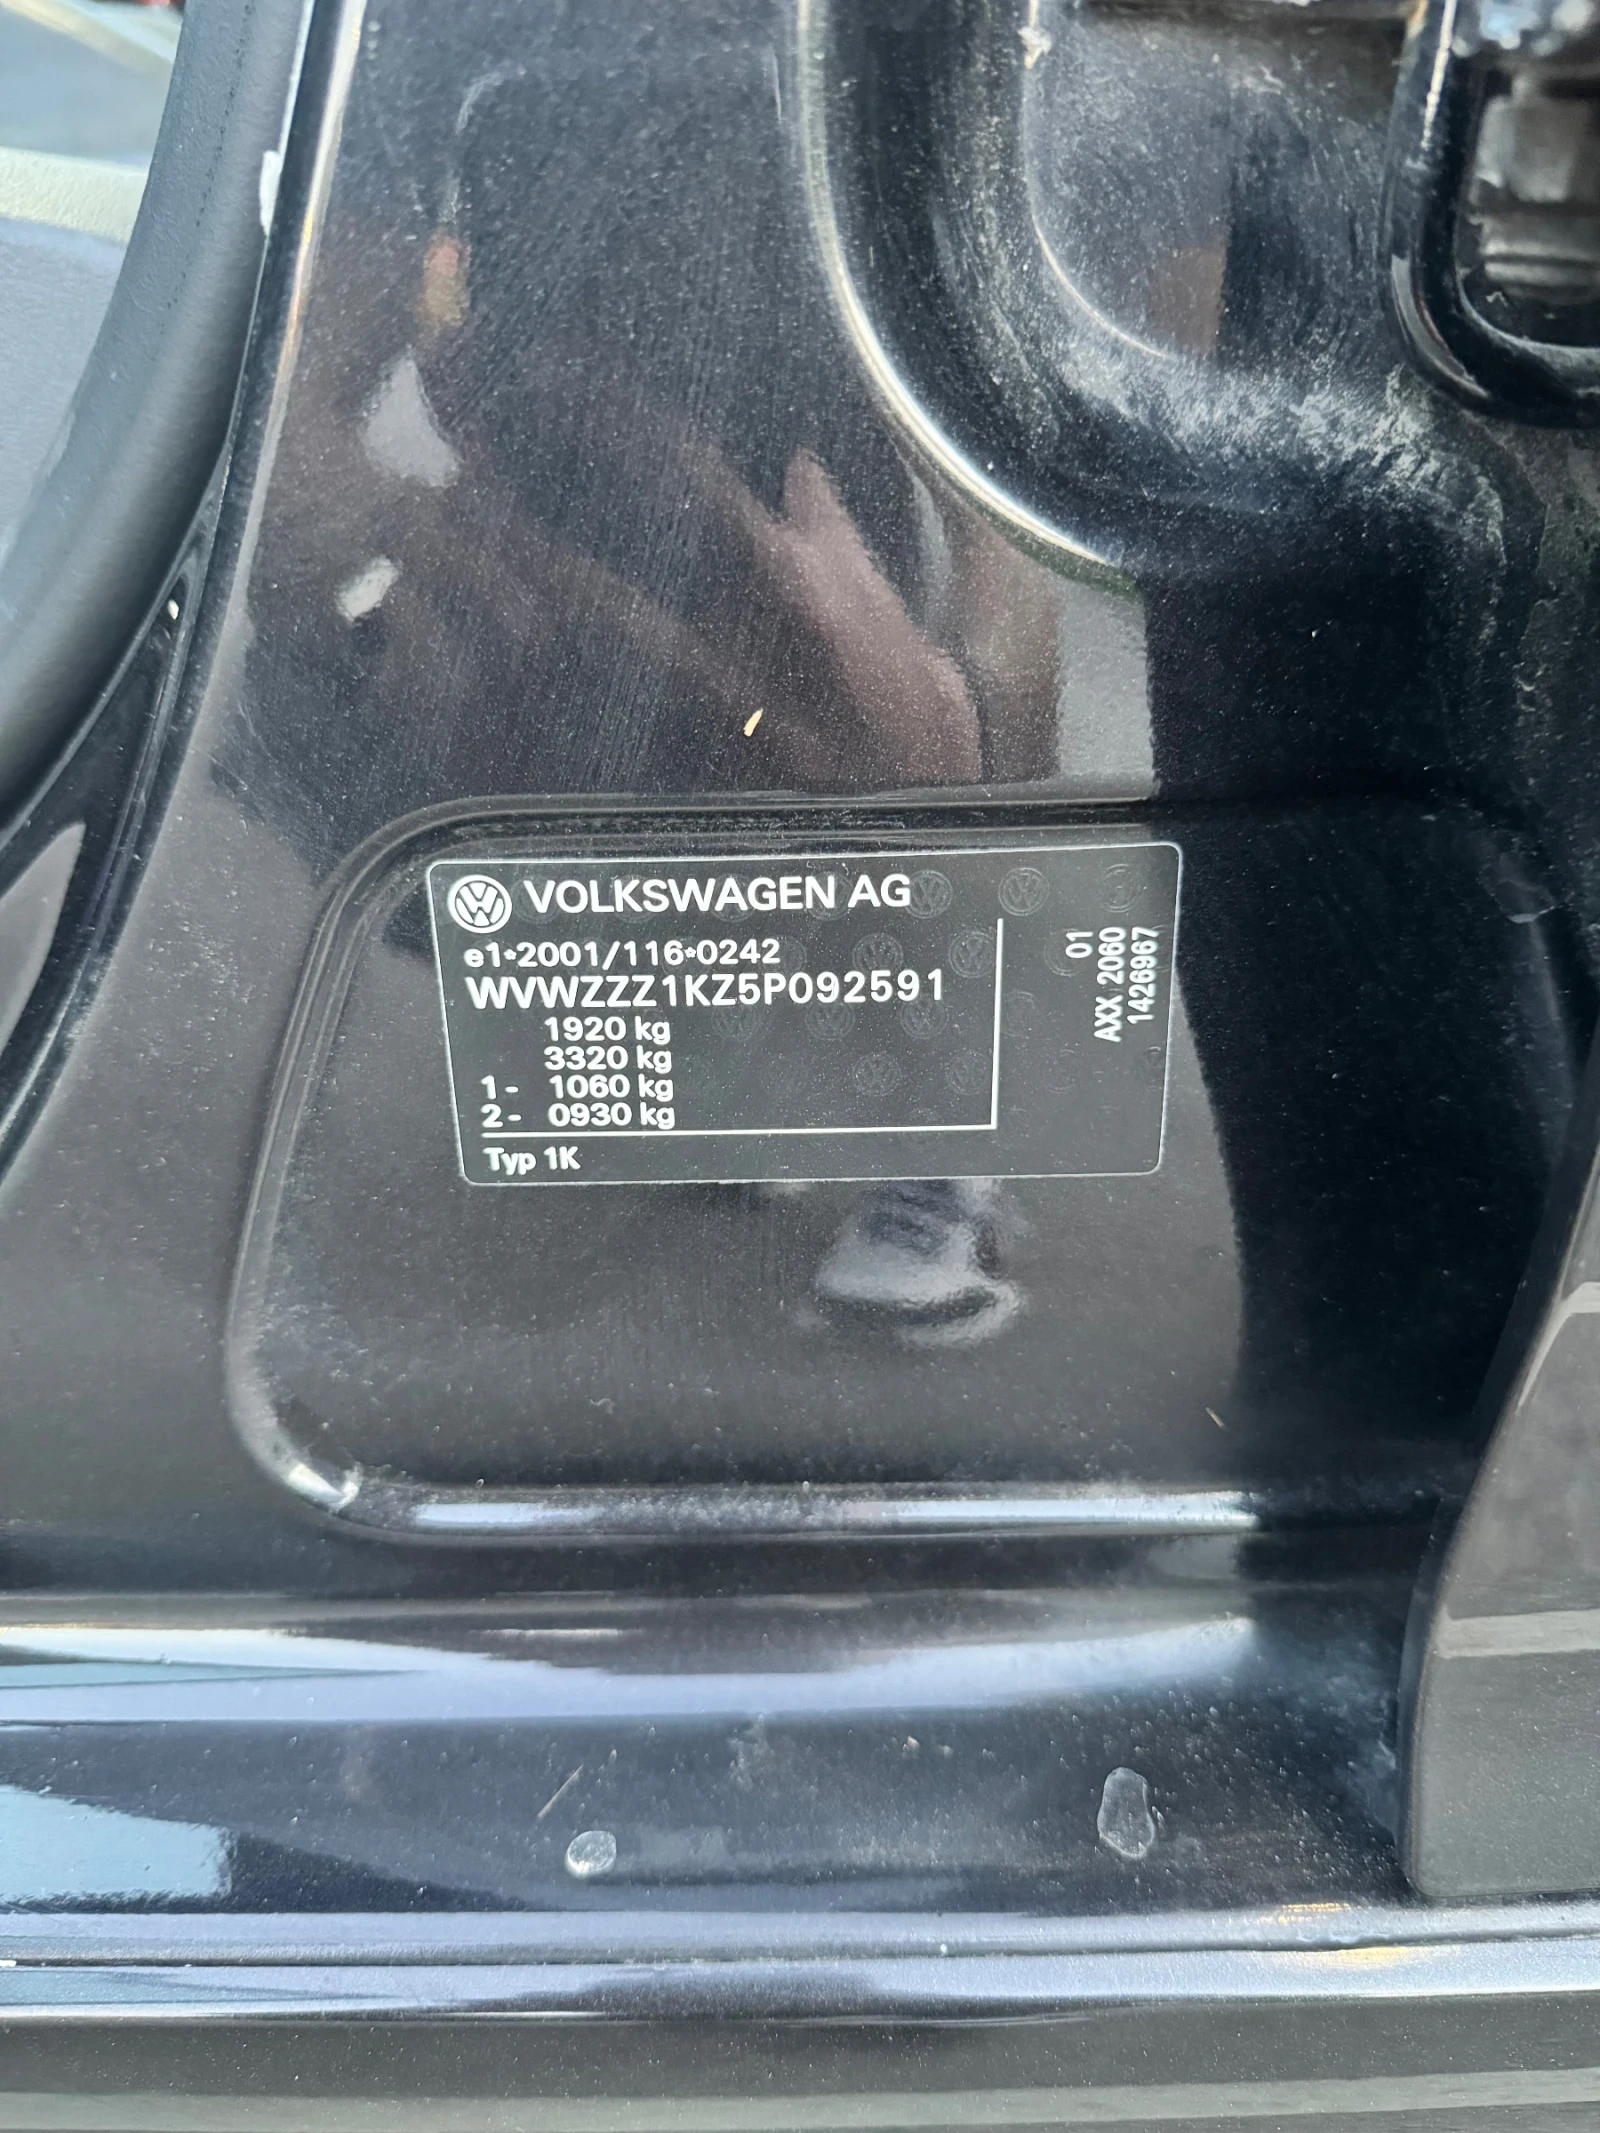 VOLKSWAGEN AG
e1*2001/116*0242
WVWZZZ1KZ5P092591
1920 kg
3320 kg
1- 1060 kg
2- 0930 kg
Typ 1K
01
AXX 2060
1426967